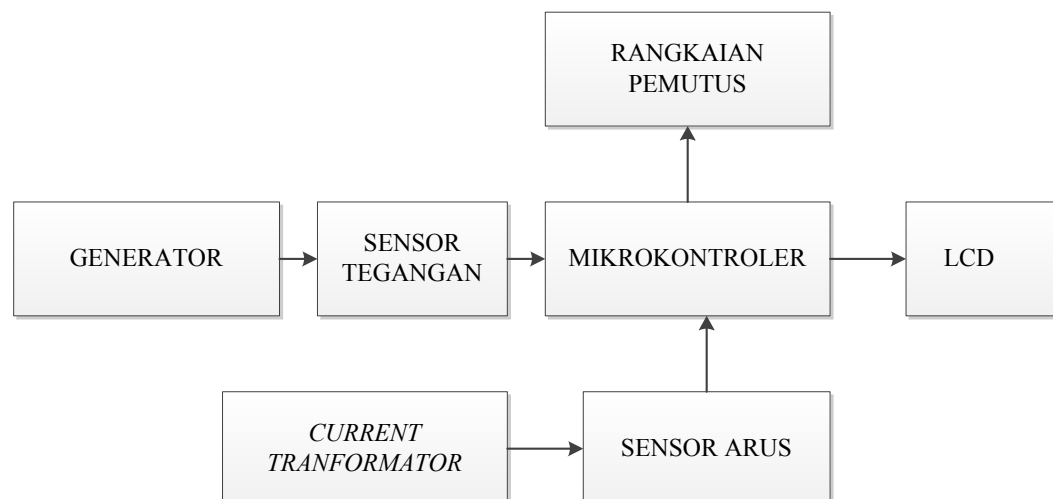 RANGKAIAN
PEMUTUS
GENERATOR
SENSOR
TEGANGAN
MIKROKONTROLER
LCD
CURRENT
TRANFORMATOR
SENSOR ARUS